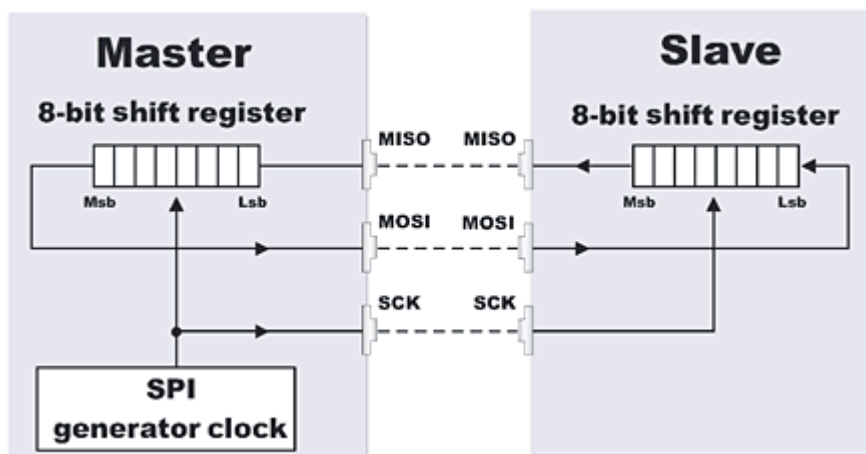 Master
8-bit shift register
Msb
Lsb
MISO
MOSI
SCK
SPI
generator clock
MISO
MOSI
SCK
Slave
8-bit shift register
Msb
Lsb